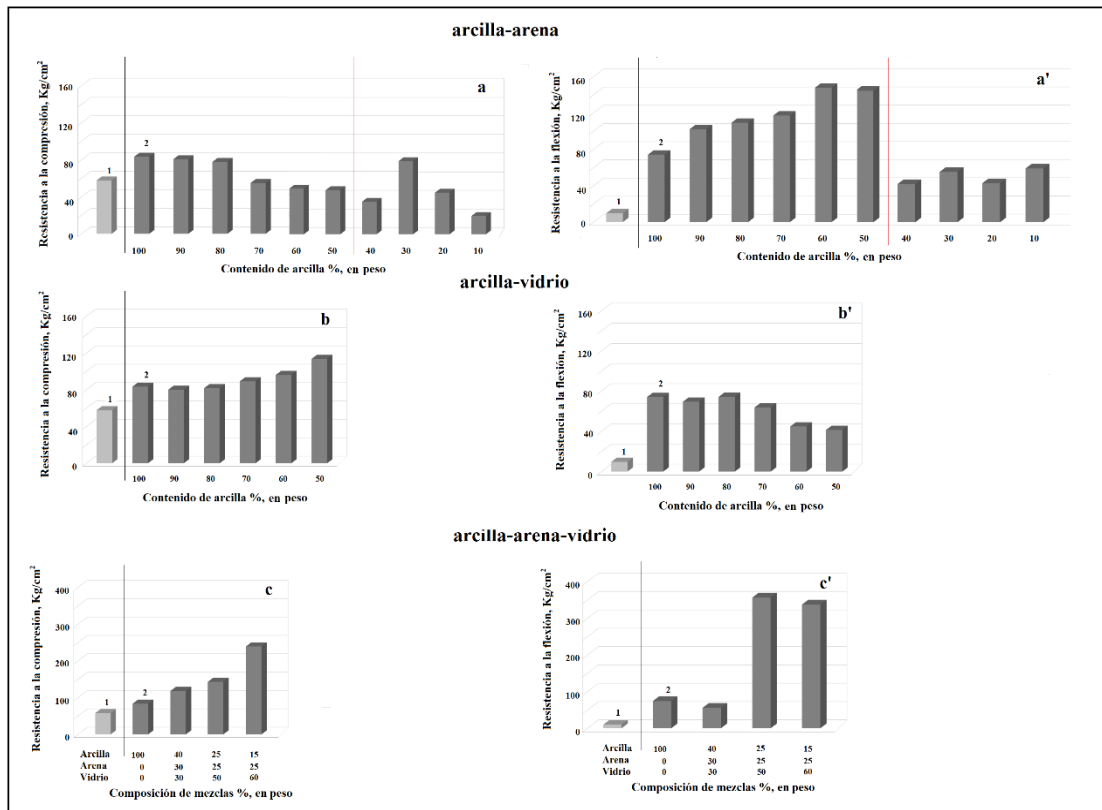 arcilla-arena
Resistencia a la compresión, Kg/cm²
160
120
80
40
0
a
1
2
100 90 80 70 60 50 40 30 20 10
Contenido de arcilla %, en peso
Resistencia a la flexión, Kg/cm²
160
120
80
40
0
a'
1
2
100 90 80 70 60 50 40 30 20 10
Contenido de arcilla %, en peso
arcilla-vidrio
Resistencia a la compresión, Kg/cm²
160
120
80
40
0
b
1
2
100 90 80 70 60 50
Contenido de arcilla %, en peso
Resistencia a la flexión, Kg/cm²
160
120
80
40
0
b'
1
2
100 90 80 70 60 50
Contenido de arcilla %, en peso
arcilla-arena-vidrio
Resistencia a la compresión, Kg/cm²
400
300
200
100
0
c
1
2
Arcilla 100 40 25 15
Arena 0 30 25 25
Vidrio 0 30 50 60
Composición de mezclas %, en peso
Resistencia a la flexión, Kg/cm²
400
300
200
100
0
c'
1
2
Arcilla 100 40 25 15
Arena 0 30 25 25
Vidrio 0 30 50 60
Composición de mezclas %, en peso